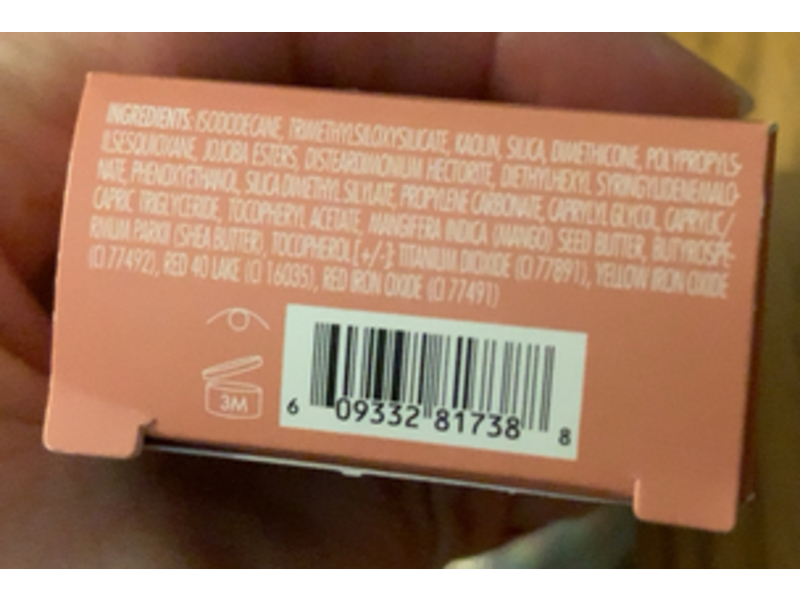 INGREDIENTS: ISODODECANE, TRIMETHYLSILOXYSILICATE, KAOLIN, SILICA, DIMETHICONE, POLYPROPYLS-
ILSESQUIOXANE, JOJOBA ESTERS, DISTEARDIMONIUM HECTORITE, DIETHYLHEXYL SYRINGYLIDENEMALO-
NATE, PHENOXYETHANOL, SILICA DIMETHYL SILYLATE, PROPYLENE CARBONATE, CAPRYLYL GLYCOL, CAPRYLIC/
CAPRIC TRIGLYCERIDE, TOCOPHERYL ACETATE, MANGIFERA INDICA (MANGO) SEED BUTTER, BUTYROSPE-
RMUM PARKII (SHEA BUTTER), TOCOPHEROL [+/-]: TITANIUM DIOXIDE (CI 77891), YELLOW IRON OXIDE
(CI 77492), RED 40 LAKE (CI 16035), RED IRON OXIDE (CI 77491)
3M
6 09332 81738 8